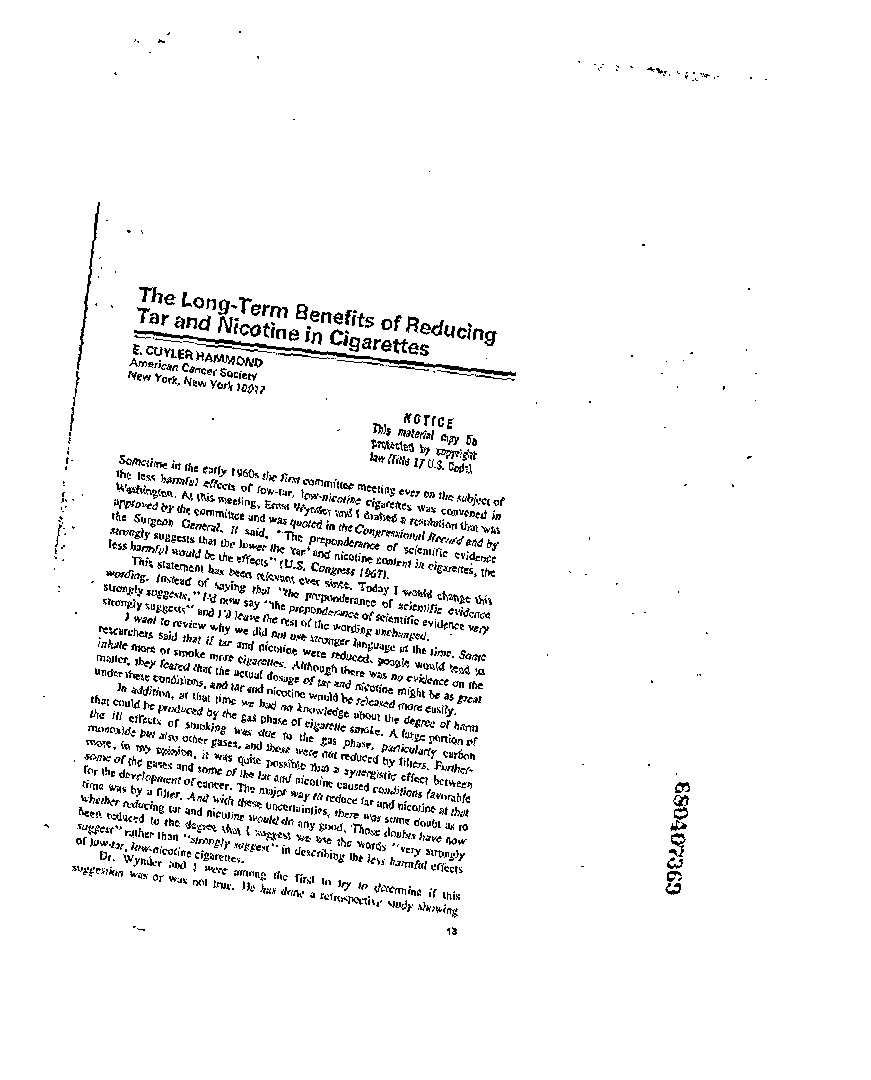 The Long-Term Benefits of Reducing
Tar and Nicotine in Cigarettes
E. CUYLER HAMMOND
American Cancer Society
New York, New York 10017
NOTICE
This material may be
protected by copyright
law (Title 17 U.S. Code).
Sometime in the early 1960s the first committee meeting ever on the subject of
the less harmful effects of low-tar, low-nicotine cigarettes was convened in
Washington. At this meeting, Ernst Wynder and I drafted a resolution that was
approved by the committee and was quoted in the Congressional Record and by
the Surgeon General. It said, "The preponderance of scientific evidence
strongly suggests that the lower the 'tar' and nicotine content in cigarettes, the
less harmful would be the effects" (U.S. Congress 1967).
This statement has been relevant ever since. Today I would change this
wording. Instead of saying that "the preponderance of scientific evidence
strongly suggests," I'd now say "the preponderance of scientific evidence very
strongly suggests" and I'd leave the rest of the wording unchanged.
I want to review why we did not use stronger language at the time. Some
researchers said that if tar and nicotine were reduced, people would tend to
inhale more or smoke more cigarettes. Although there was no evidence on the
matter, they feared that the actual dosage of tar and nicotine might be as great
under these conditions, and tar and nicotine would be released more easily.
In addition, at that time we had no knowledge about the degree of harm
that could be produced by the gas phase of cigarette smoke. A large portion of
the ill effects of smoking was due to the gas phase, particularly carbon
monoxide but also other gases, and these were not reduced by filters. Further-
more, in my opinion, it was quite possible that a synergistic effect between
some of the gases and some of the tar and nicotine caused conditions favorable
for the development of cancer. The major way to reduce tar and nicotine at that
time was by a filter. And with these uncertainties, there was some doubt as to
whether reducing tar and nicotine would do any good. Those doubts have now
been reduced to the degree that I suggest we use the words "very strongly
suggest" rather than "strongly suggest" in describing the less harmful effects
of low-tar, low-nicotine cigarettes.
Dr. Wynder and I were among the first to try to determine if this
suggestion was or was not true. He has done a retrospective study showing
13
680407369